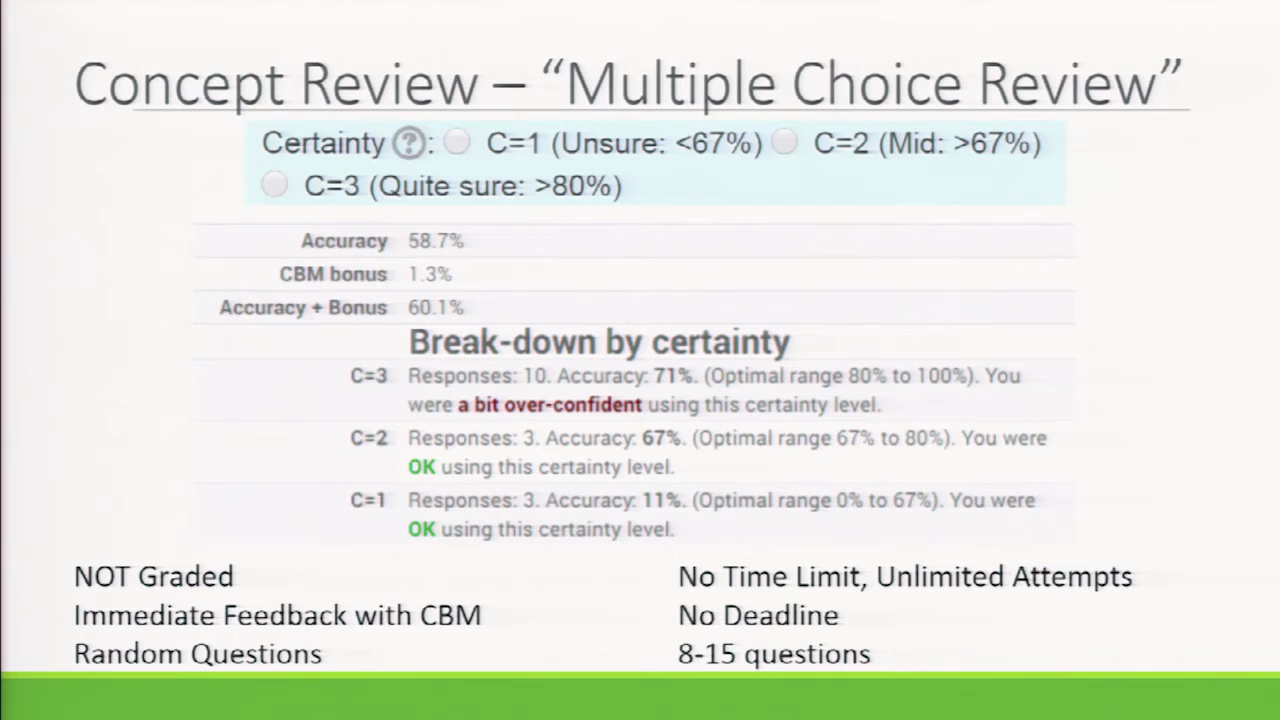 Concept Review – “Multiple Choice Review”
Certainty ?: C=1 (Unsure: <67%) C=2 (Mid: >67%)
C=3 (Quite sure: >80%)
Accuracy 58.7%
CBM bonus 1.3%
Accuracy + Bonus 60.1%
Break-down by certainty
C=3 Responses: 10. Accuracy: 71%. (Optimal range 80% to 100%). You
were a bit over-confident using this certainty level.
C=2 Responses: 3. Accuracy: 67%. (Optimal range 67% to 80%). You were
OK using this certainty level.
C=1 Responses: 3. Accuracy: 11%. (Optimal range 0% to 67%). You were
OK using this certainty level.
NOT Graded
Immediate Feedback with CBM
Random Questions
No Time Limit, Unlimited Attempts
No Deadline
8-15 questions